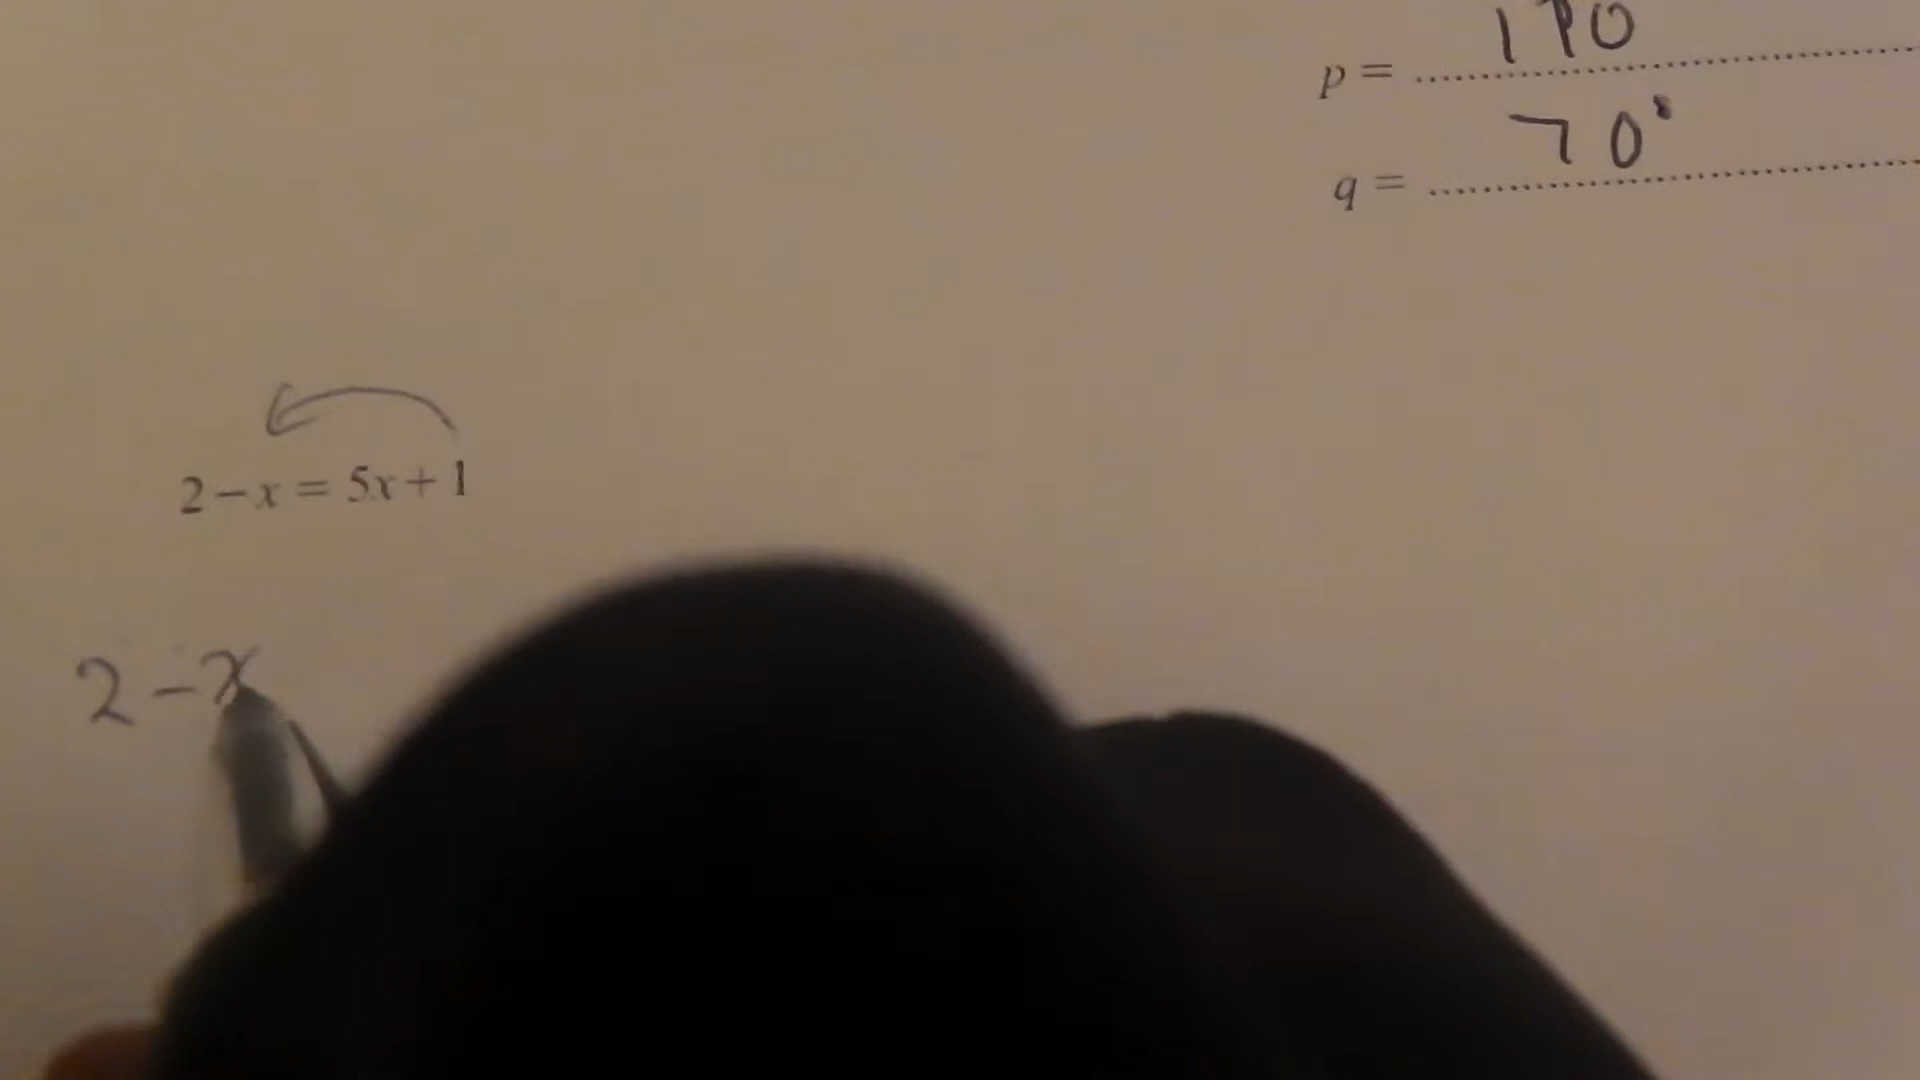 p = 110
q = 70°
2 − x = 5x + 1
2 − x